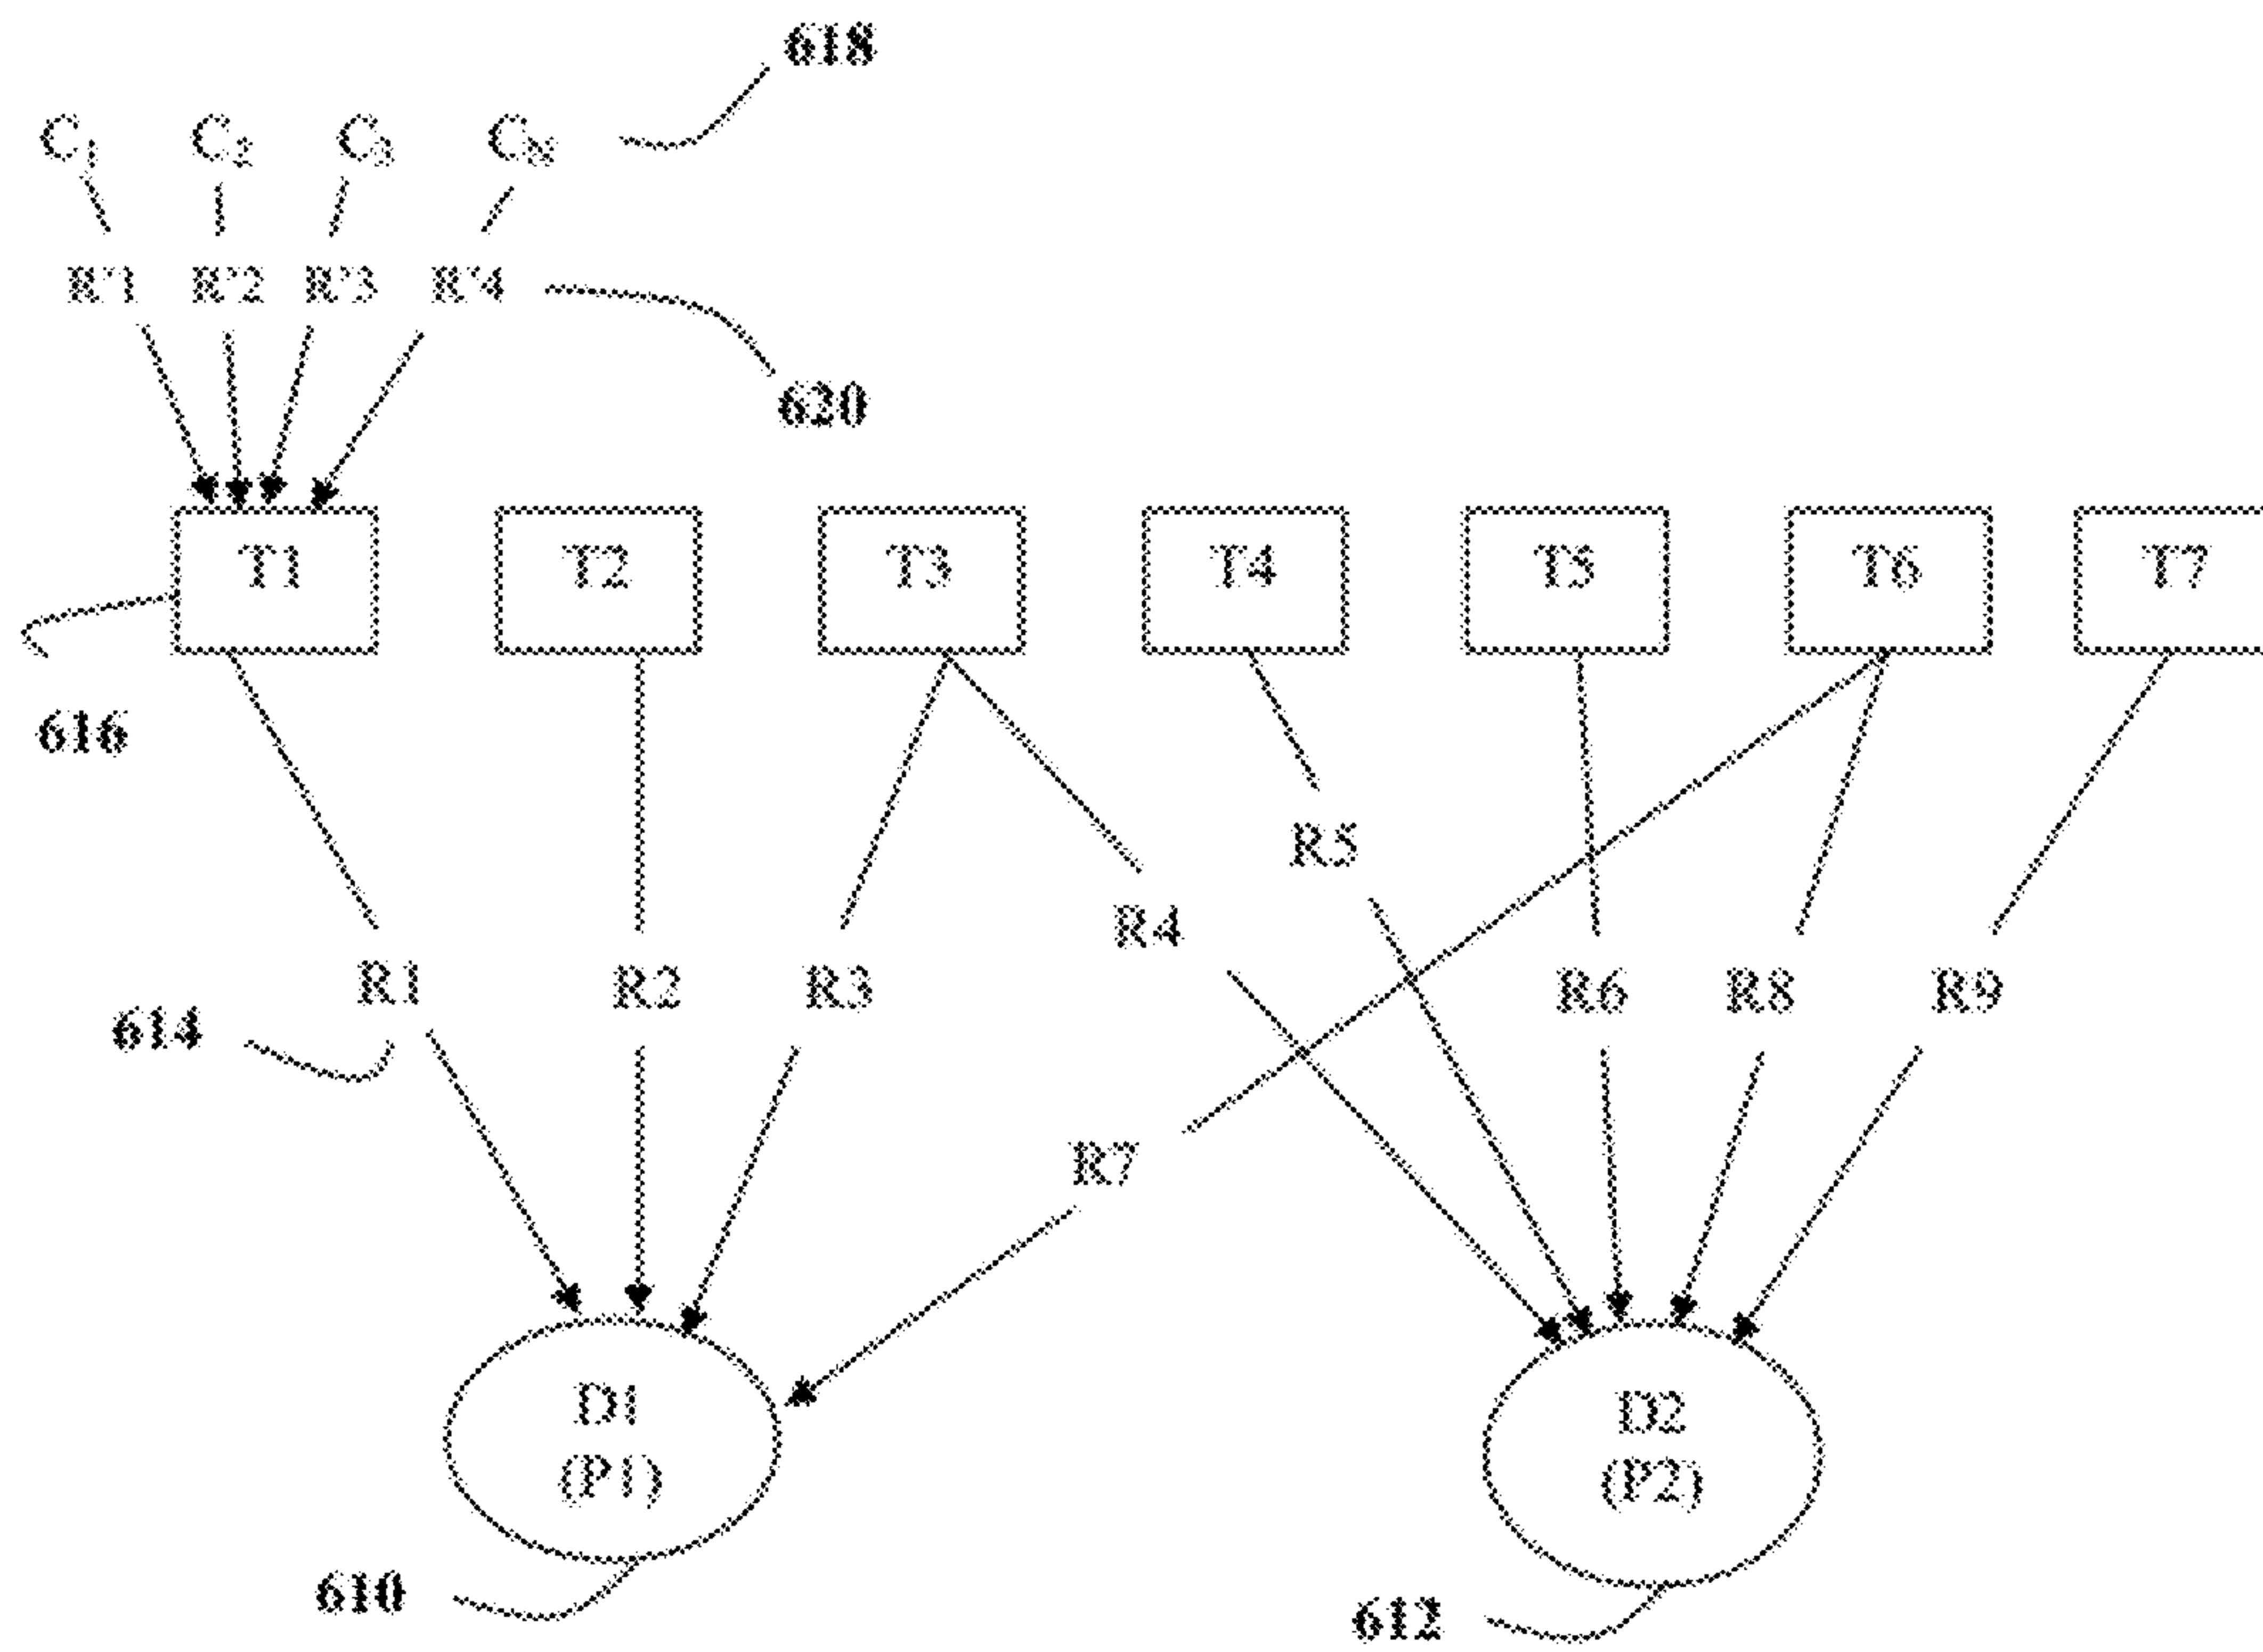 618
C1 C2 C3 CN
R'1 R'2 R'3 R'4
620
T1 T2 T3 T4 T5 T6 T7
616
R5
R4
R1 R2 R3 R6 R8 R9
614
R7
D1
(P1)
D2
(P2)
610
612